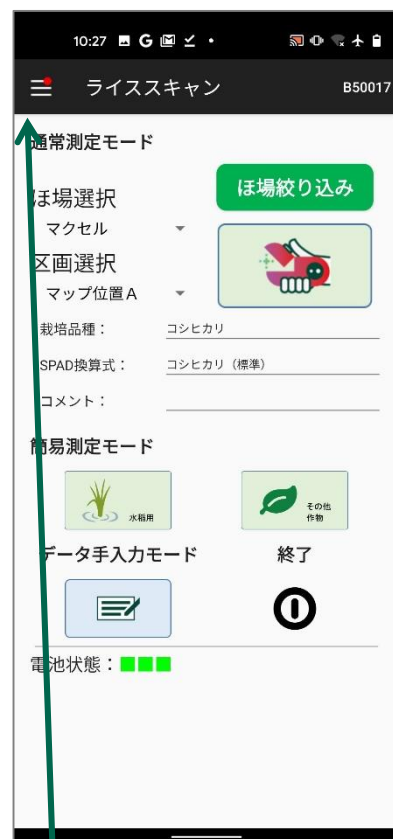 10:27
ライススキャン B50017
通常測定モード
ほ場選択 ほ場絞り込み
マクセル
区画選択
マップ位置A
栽培品種： コシヒカリ
SPAD換算式： コシヒカリ（標準）
コメント：
簡易測定モード
水稲用 その他
作物
データ手入力モード 終了
電池状態：